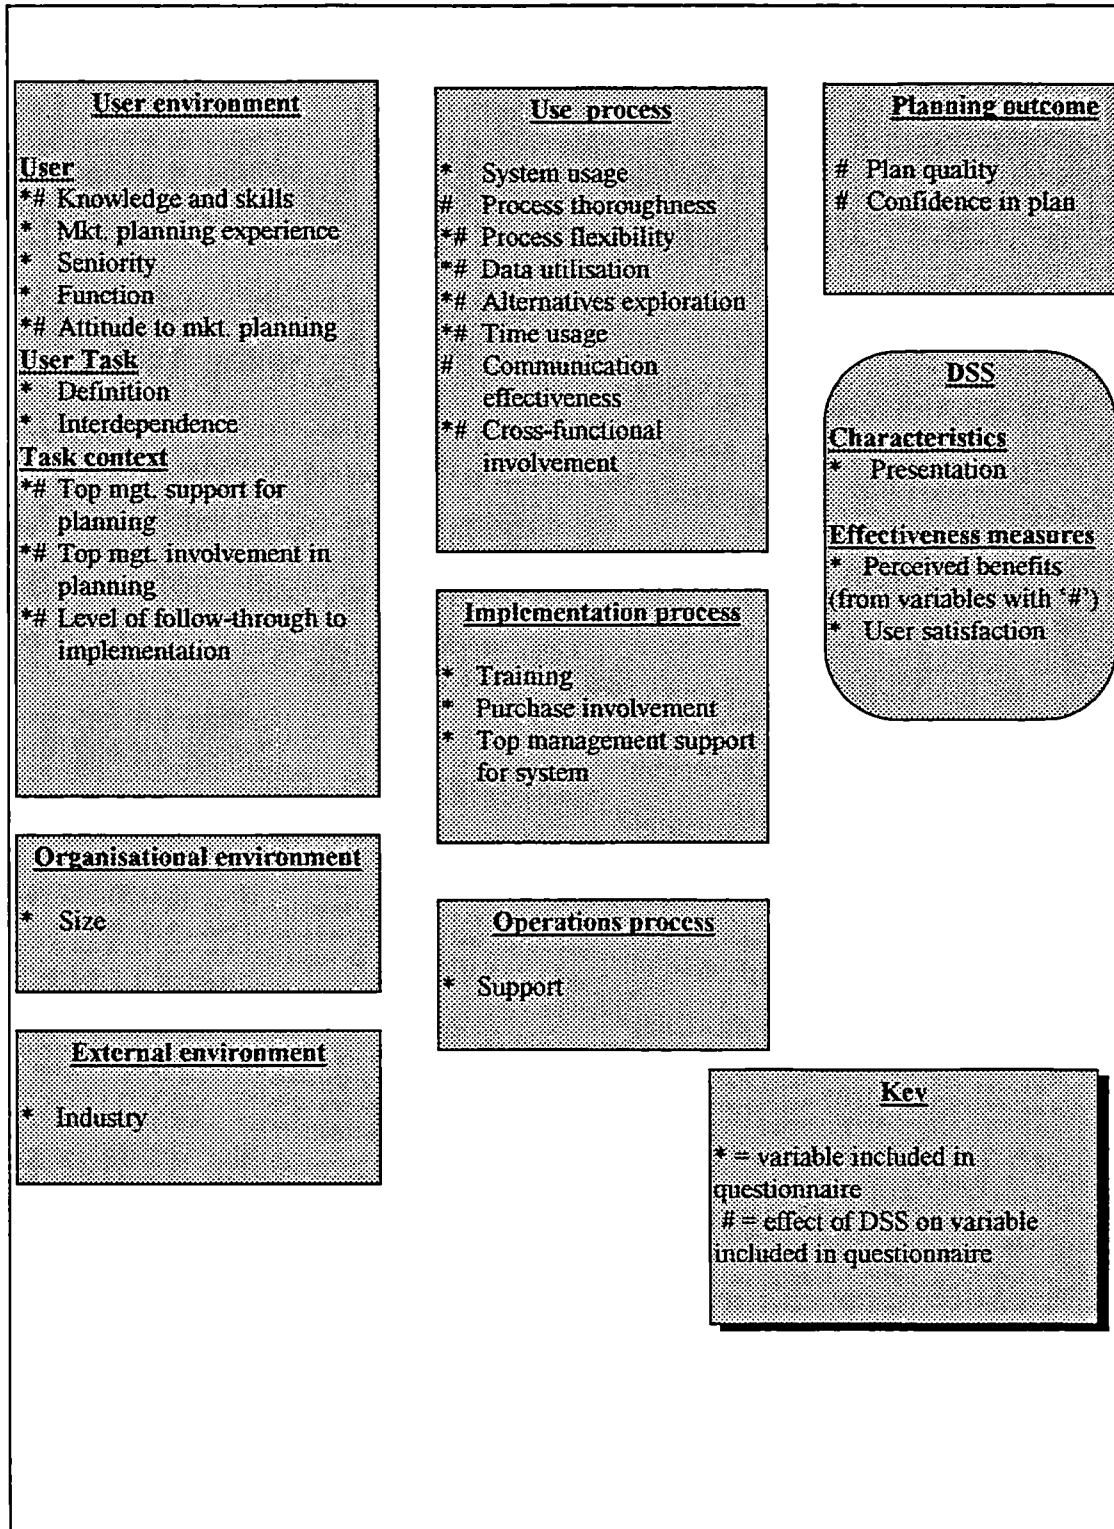 User environment
User
*# Knowledge and skills
* Mkt. planning experience
* Seniority
* Function
*# Attitude to mkt. planning
User Task
* Definition
* Interdependence
Task context
*# Top mgt. support for
planning
*# Top mgt. involvement in
planning
*# Level of follow-through to
implementation
Organisational environment
* Size
External environment
* Industry
Use process
* System usage
# Process thoroughness
*# Process flexibility
*# Data utilisation
*# Alternatives exploration
*# Time usage
# Communication
effectiveness
*# Cross-functional
involvement
Implementation process
* Training
* Purchase involvement
* Top management support
for system
Operations process
* Support
Planning outcome
# Plan quality
# Confidence in plan
DSS
Characteristics
* Presentation
Effectiveness measures
* Perceived benefits
(from variables with ‘#’)
* User satisfaction
Key
* = variable included in
questionnaire
# = effect of DSS on variable
included in questionnaire